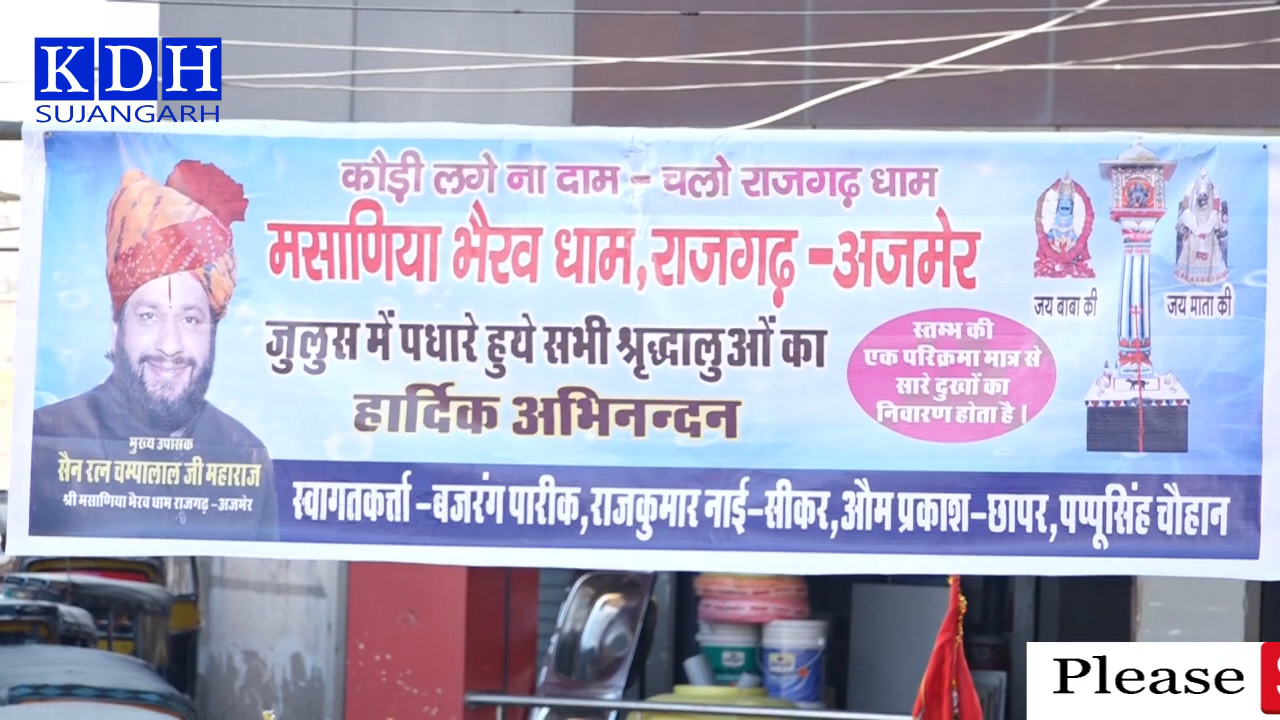 KDH
SUJANGARH
कौड़ी लगे ना दाम - चलो राजगढ़ धाम
मसाणिया भैरव धाम, राजगढ़ -अजमेर
जय बाबा की
जय माता की
जुलुस में पधारे हुये सभी श्रृद्धालुओं का
हार्दिक अभिनन्दन
स्तम्भ की
एक परिक्रमा मात्र से
सारे दुखों का
निवारण होता है ।
मुख्य उपासक
सैन रत्न चम्पालाल जी महाराज
श्री मसाणिया भैरव धाम राजगढ़ -अजमेर
स्वागतकर्त्ता -बजरंग पारीक,राजकुमार नाई-सीकर,औम प्रकाश-छापर,पप्पूसिंह चौहान
Please